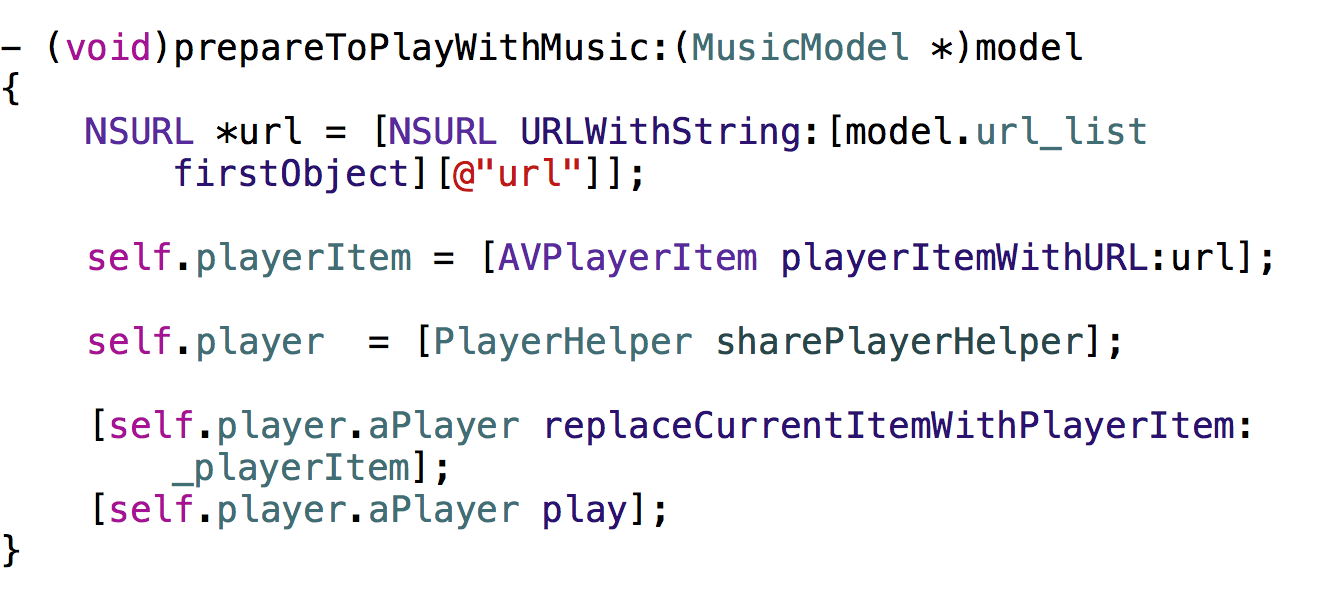 - (void)prepareToPlayWithMusic:(MusicModel *)model
{
NSURL *url = [NSURL URLWithString:[model.url_list
firstObject][@"url"]];
self.playerItem = [AVPlayerItem playerItemWithURL:url];
self.player  = [PlayerHelper sharePlayerHelper];
[self.player.aPlayer replaceCurrentItemWithPlayerItem:
_playerItem];
[self.player.aPlayer play];
}